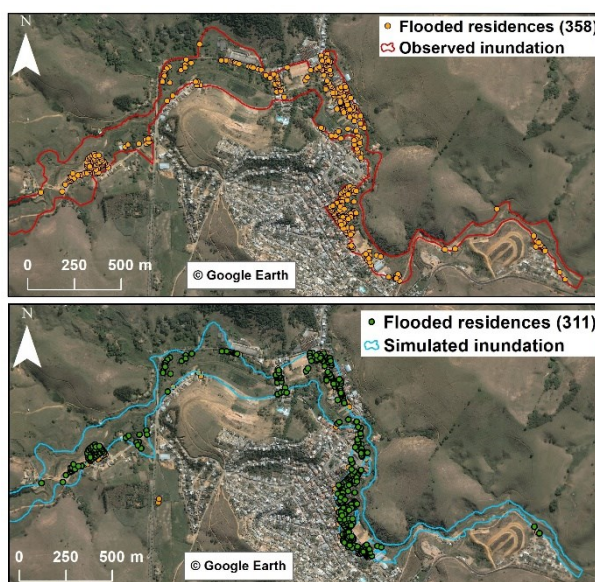 N
Flooded residences (358)
Observed inundation
0 250 500 m
© Google Earth
N
Flooded residences (311)
Simulated inundation
0 250 500 m
© Google Earth